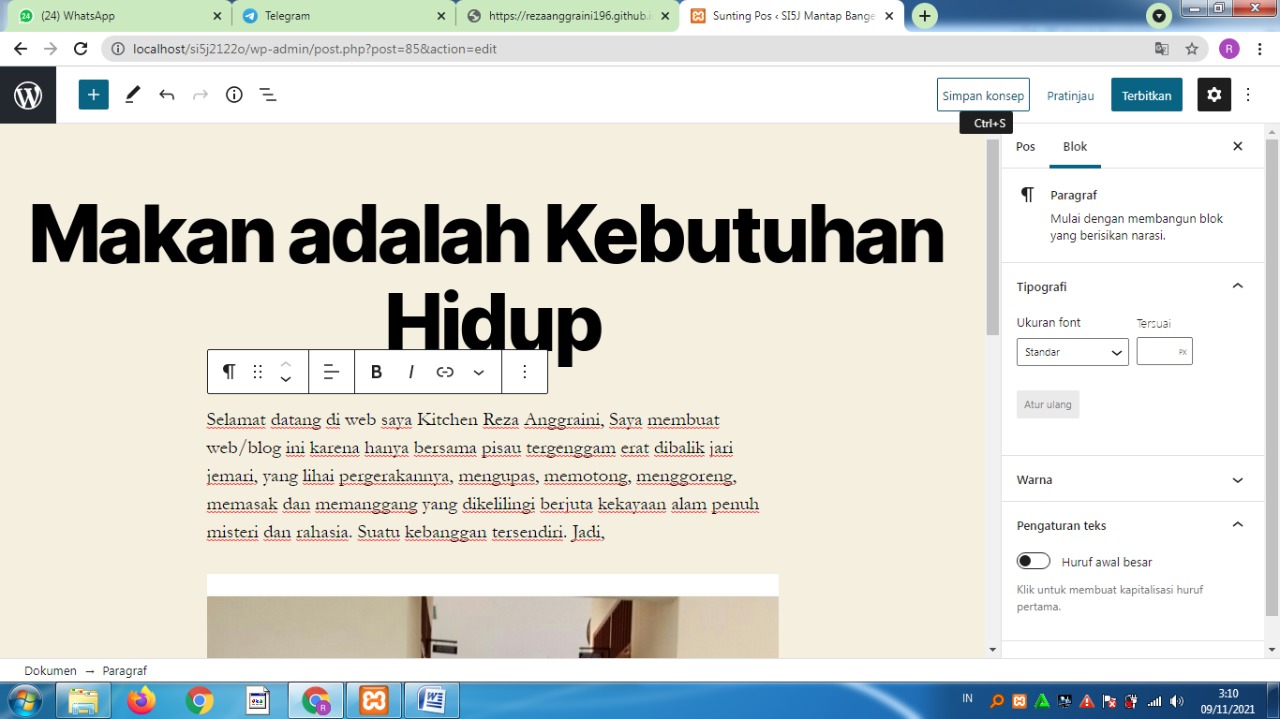 (24) WhatsApp
Telegram
https://rezaanggraini196.github.i
Sunting Pos ‹ SI5J Mantap Bange
localhost/si5j2122o/wp-admin/post.php?post=85&action=edit
R
Simpan konsep
Pratinjau
Terbitkan
Ctrl+S
Makan adalah Kebutuhan
Hidup
B I
Selamat datang di web saya Kitchen Reza Anggraini, Saya membuat
web/blog ini karena hanya bersama pisau tergenggam erat dibalik jari
jemari, yang lihai pergerakannya, mengupas, memotong, menggoreng,
memasak dan memanggang yang dikelilingi berjuta kekayaan alam penuh
misteri dan rahasia. Suatu kebanggan tersendiri. Jadi,
Pos
Blok
Paragraf
Mulai dengan membangun blok
yang berisikan narasi.
Tipografi
Ukuran font
Tersuai
Standar
PX
Atur ulang
Warna
Pengaturan teks
Huruf awal besar
Klik untuk membuat kapitalisasi huruf
pertama.
Dokumen → Paragraf
IN
3:10
09/11/2021